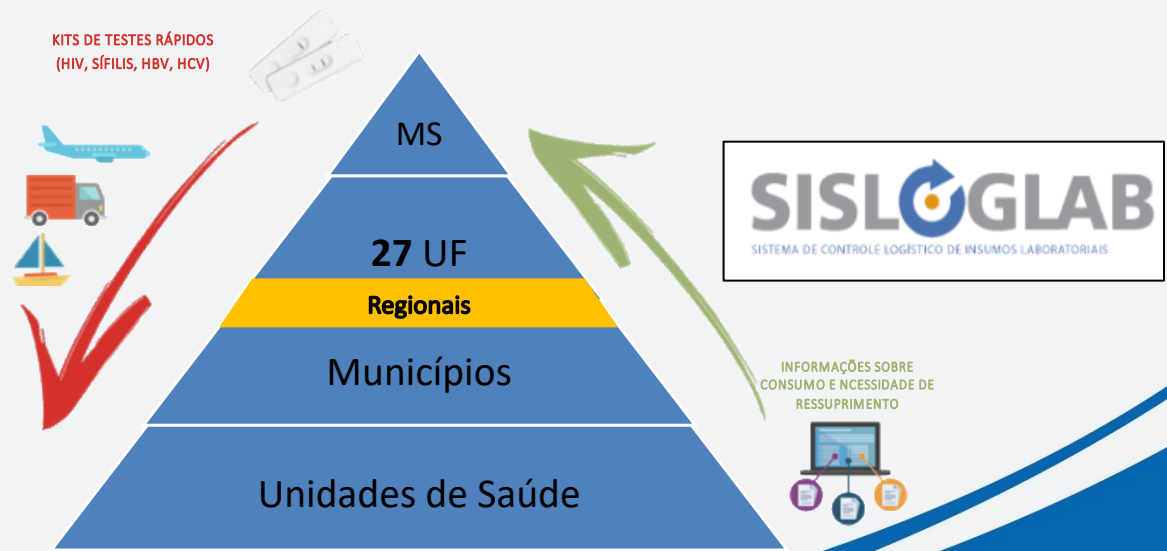 KITS DE TESTES RÁPIDOS
(HIV, SÍFILIS, HBV, HCV)
MS
27 UF
Regionais
Municípios
Unidades de Saúde
SISLOGLAB
SISTEMA DE CONTROLE LOGÍSTICO DE INSUMOS LABORATORIAIS
INFORMAÇÕES SOBRE
CONSUMO E NCESSIDADE DE
RESSUPRIMENTO